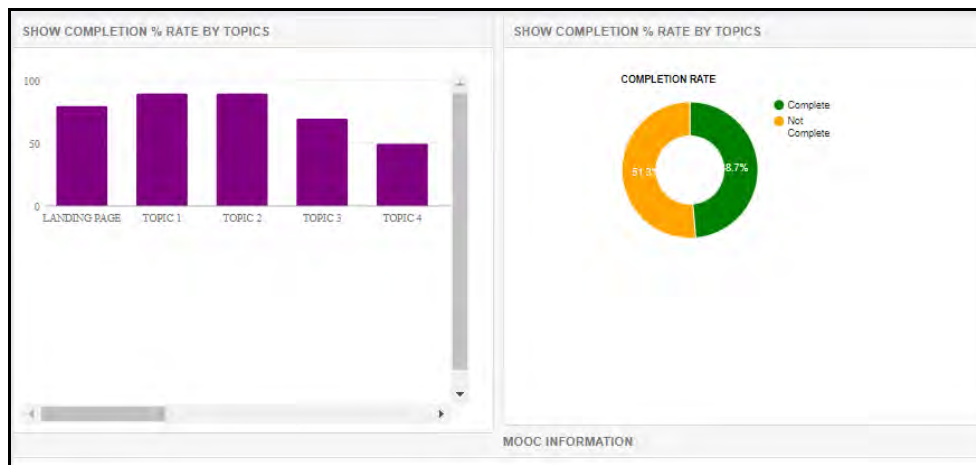 SHOW COMPLETION % RATE BY TOPICS
100
50
0
LANDING PAGE TOPIC 1 TOPIC 2 TOPIC 3 TOPIC 4
SHOW COMPLETION % RATE BY TOPICS
COMPLETION RATE
Complete
Not
Complete
51.3%
8.7%
MOOC INFORMATION